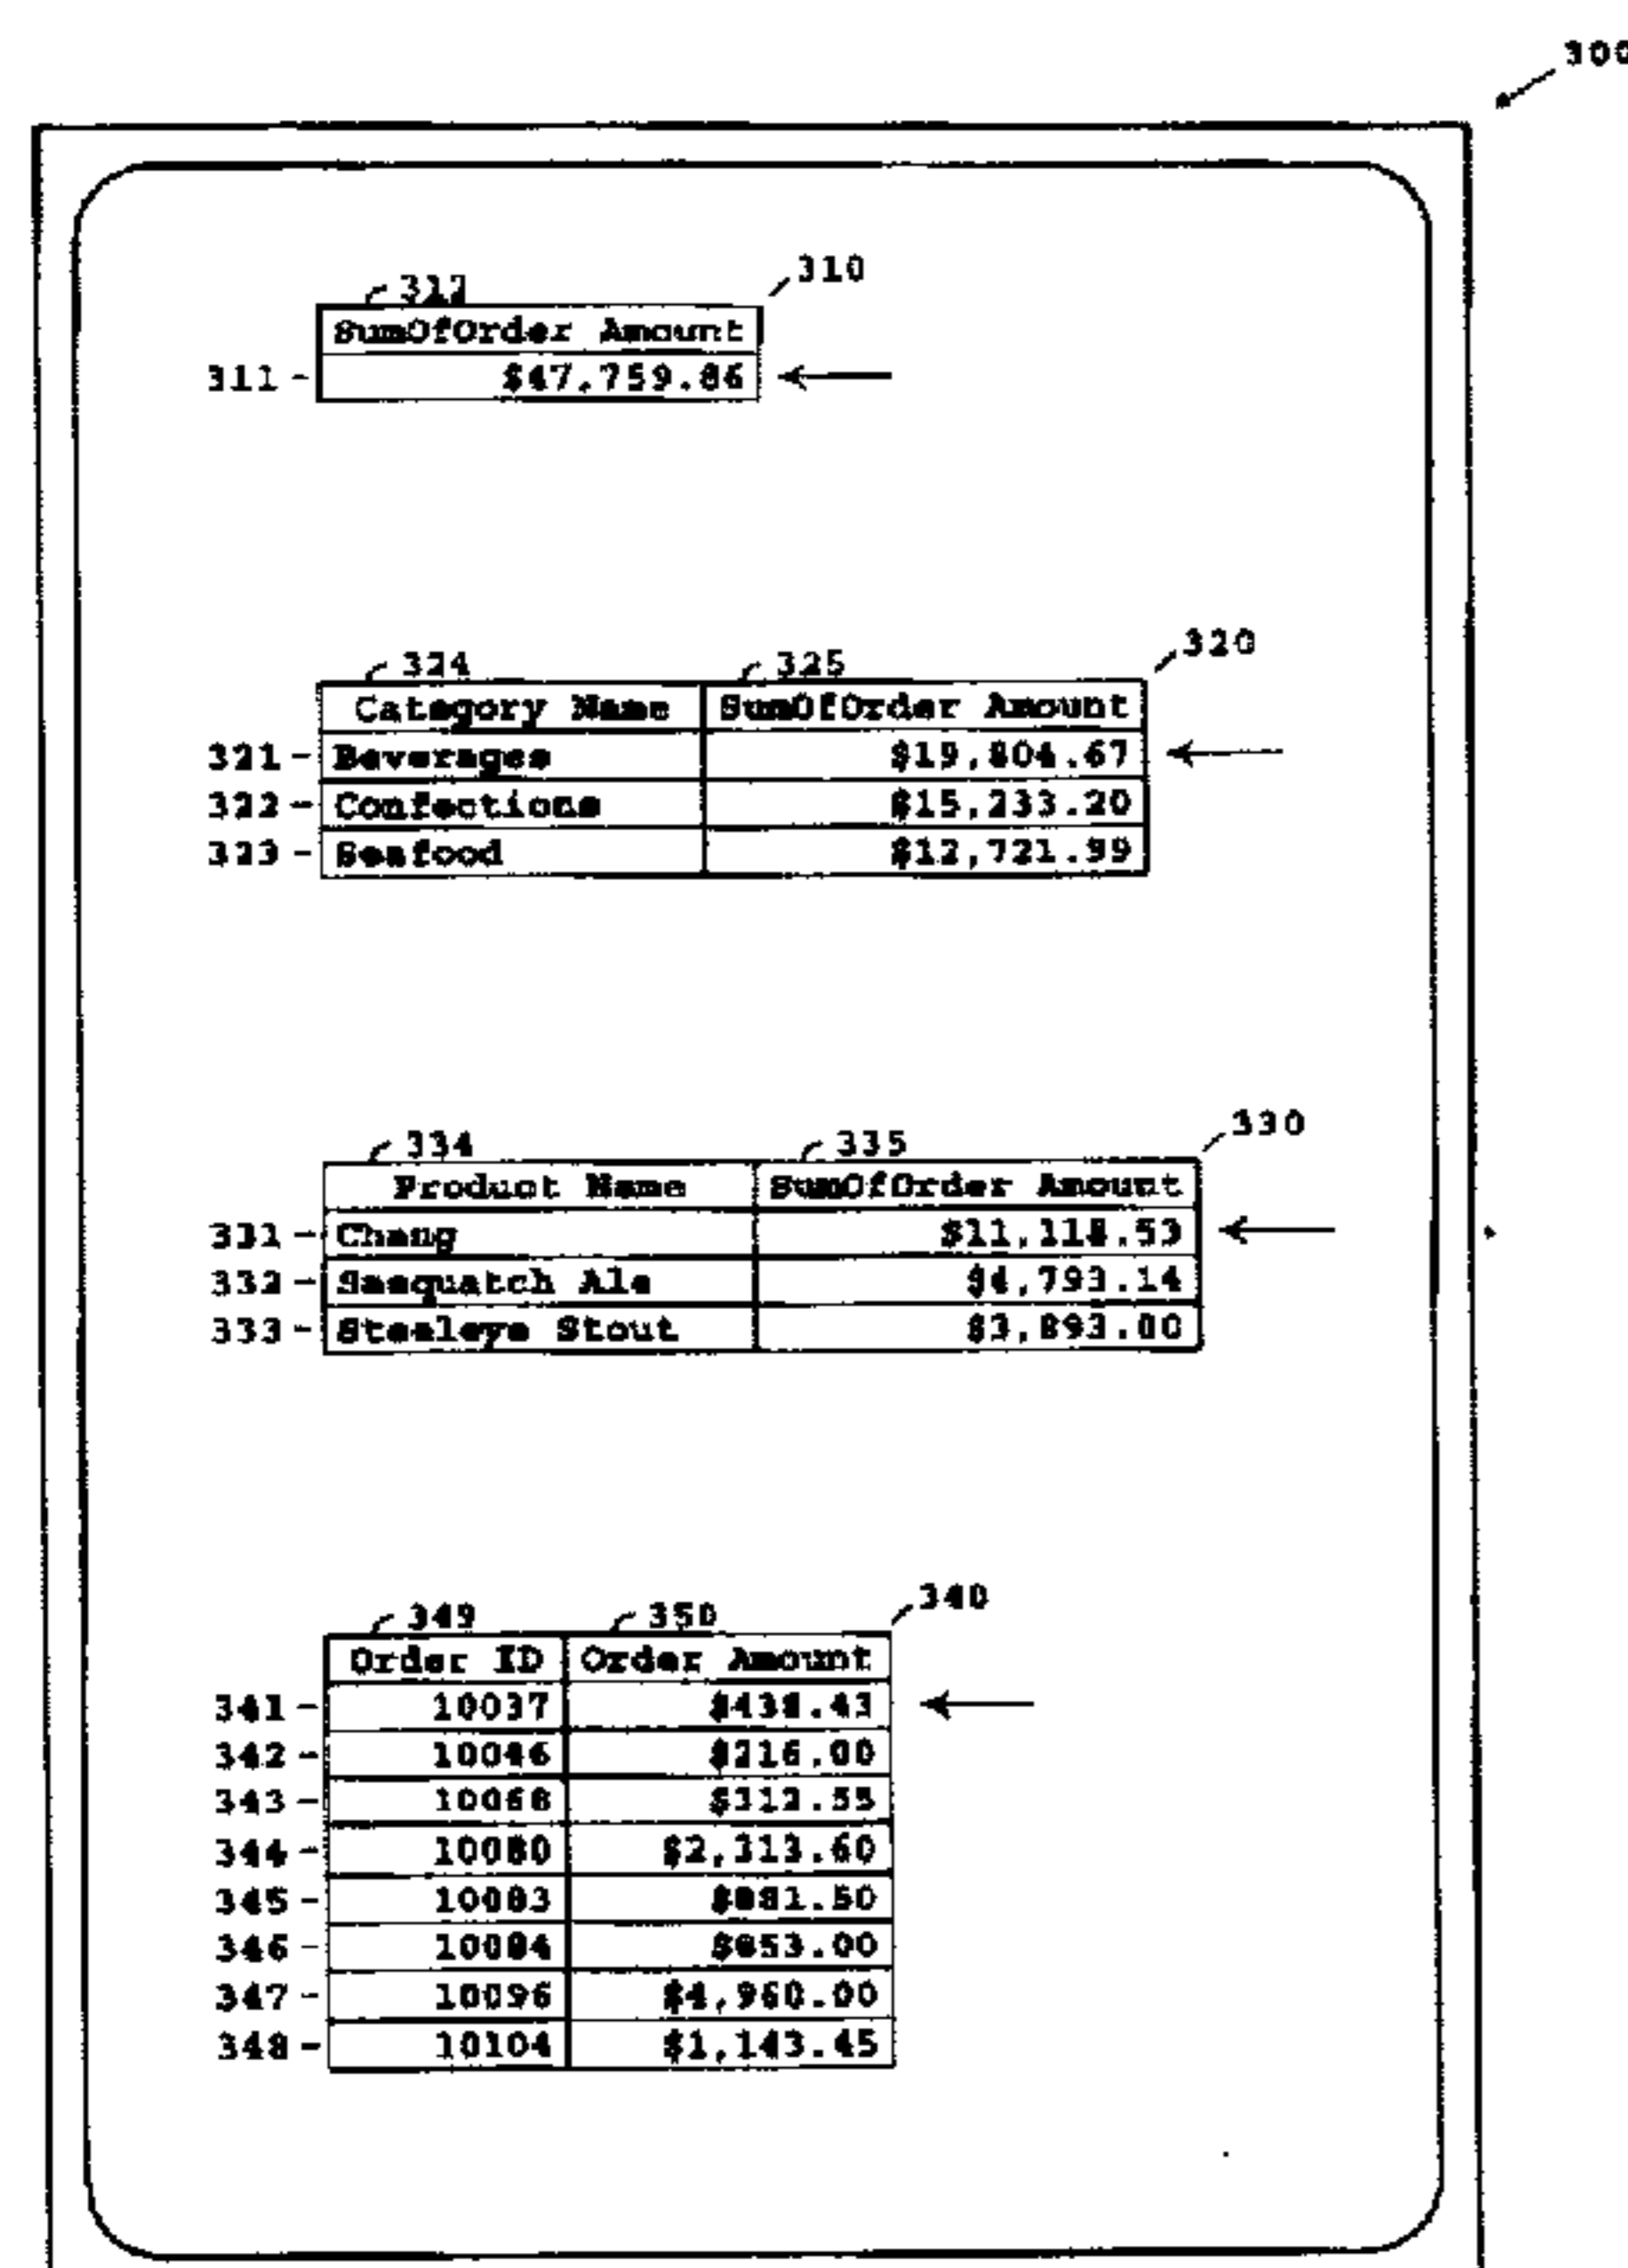 300
312 310
SumOfOrder Amount
311 $47,759.86
324 325 320
Category Name SumOfOrder Amount
321 Beverages $19,804.67
322 Confections $15,233.20
323 Seafood $12,721.99
334 335 330
Product Name SumOfOrder Amount
331 Chang $11,118.53
332 Sasquatch Ale $4,793.14
333 Steeleye Stout $3,893.00
349 350 340
Order ID Order Amount
341 10037 $438.43
342 10046 $216.00
343 10068 $312.55
344 10080 $2,313.60
345 10083 $881.50
346 10084 $853.00
347 10096 $4,960.00
348 10104 $1,143.45